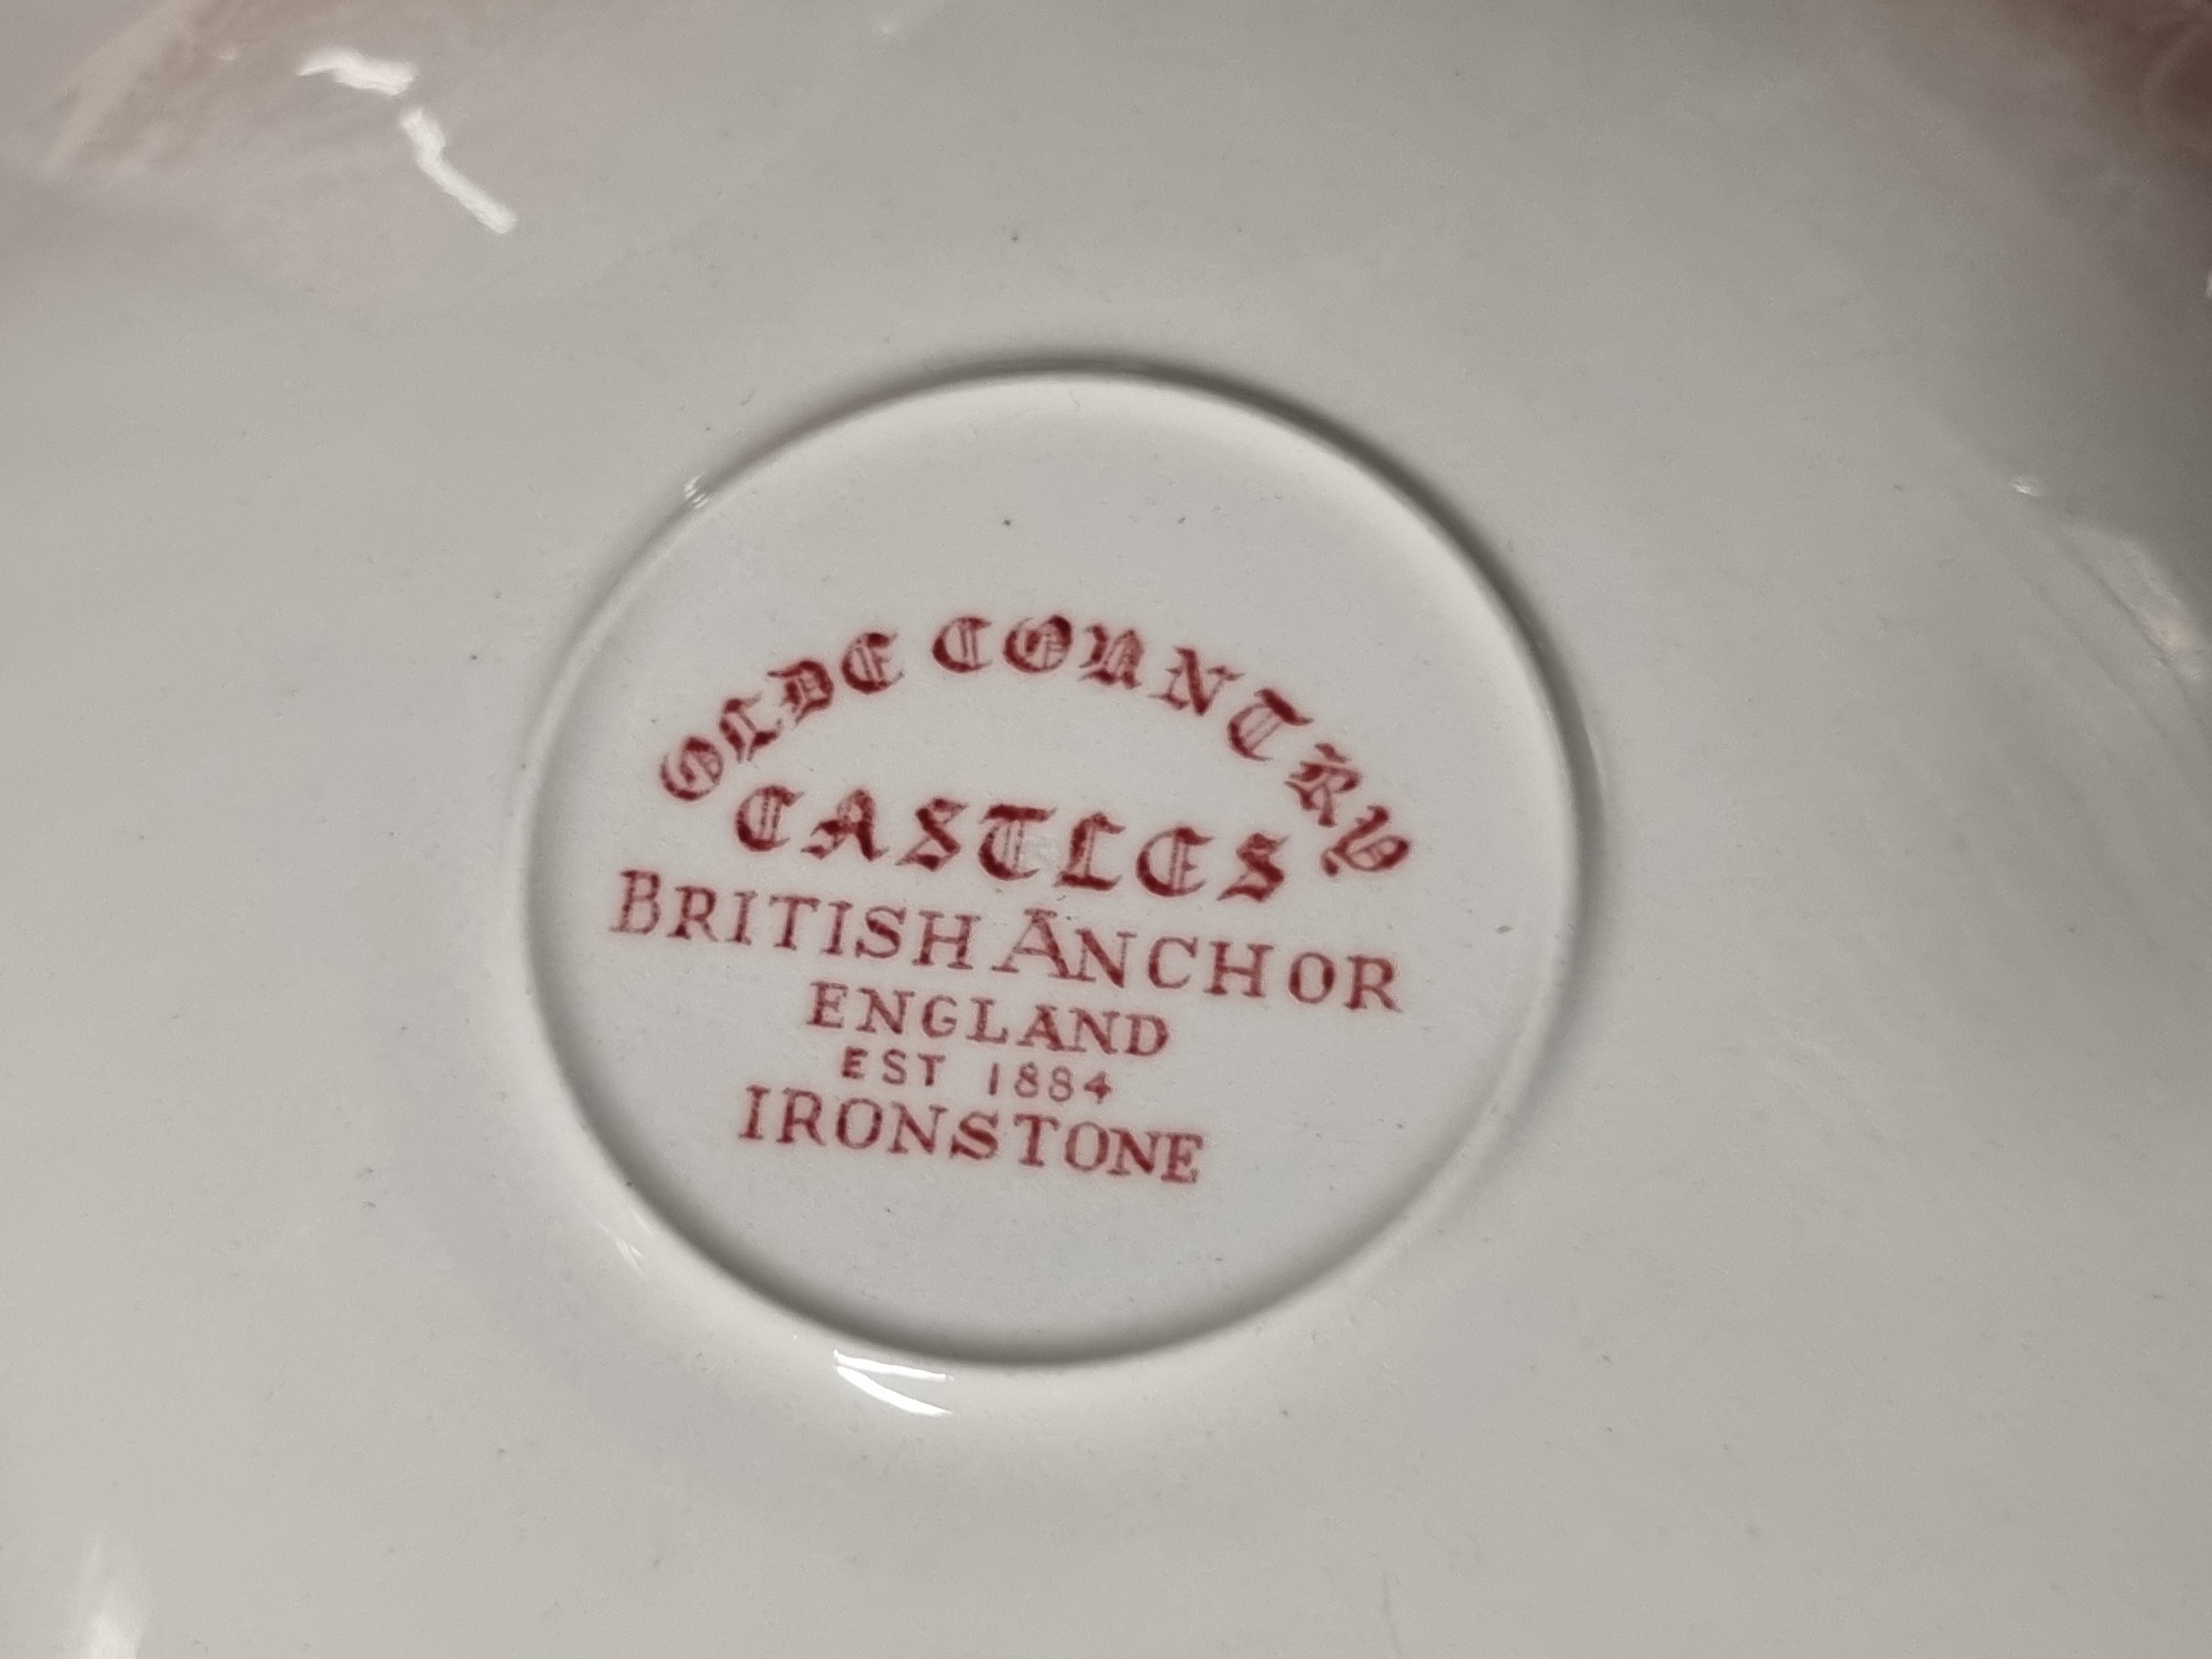 OLDE COUNTRY
CASTLES
BRITISH ANCHOR
ENGLAND
EST 1884
IRONSTONE